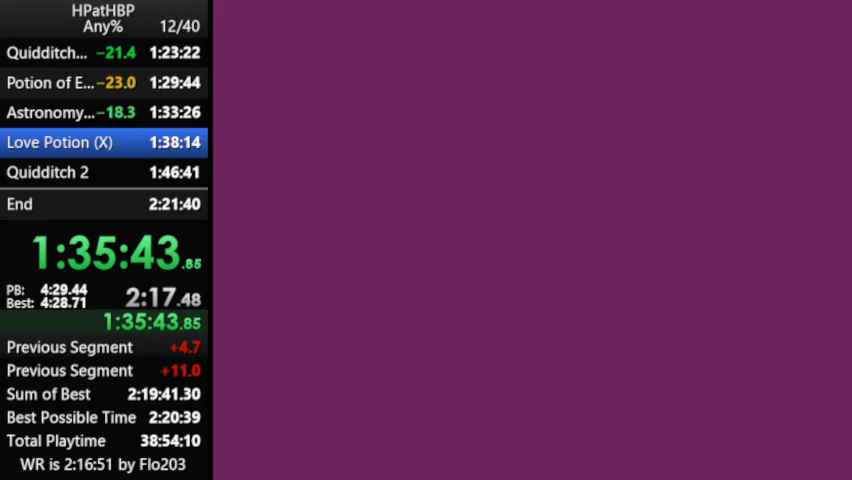 HPatHBP
Any% 12/40
Quidditch... −21.4 1:23:22
Potion of E... −23.0 1:29:44
Astronomy... −18.3 1:33:26
Love Potion (X) 1:38:14
Quidditch 2 1:46:41
End 2:21:40
1:35:43.85
PB: 4:29.44
Best: 4:28.71 2:17.48
1:35:43.85
Previous Segment +4.7
Previous Segment +11.0
Sum of Best 2:19:41.30
Best Possible Time 2:20:39
Total Playtime 38:54:10
WR is 2:16:51 by Flo203